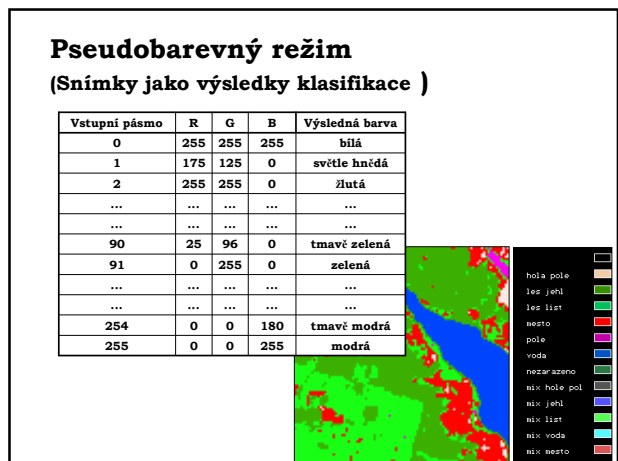 Pseudobarevný režim
(Snímky jako výsledky klasifikace )
Vstupní pásmo R G B Výsledná barva
0 255 255 255 bílá
1 175 125 0 světle hnědá
2 255 255 0 žlutá
... ... ... ... ...
... ... ... ... ...
90 25 96 0 tmavě zelená
91 0 255 0 zelená
... ... ... ... ...
... ... ... ... ...
254 0 0 180 tmavě modrá
255 0 0 255 modrá
hola pole
les jehl
les list
mesto
pole
voda
nezarazeno
mix hole pol
mix jehl
mix list
mix voda
mix mesto